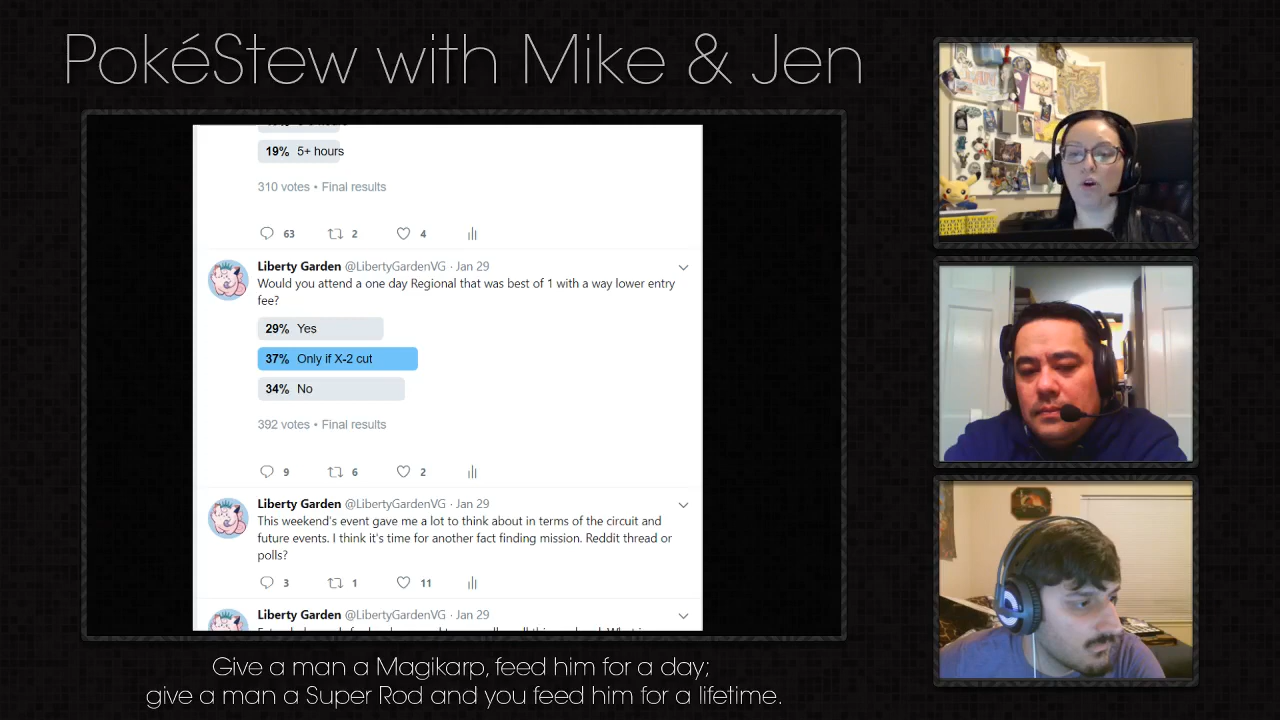 PokéStew with Mike & Jen
19% 5+ hours
310 votes • Final results
63 2 4
Liberty Garden @LibertyGardenVG · Jan 29
Would you attend a one day Regional that was best of 1 with a way lower entry
fee?
29% Yes
37% Only if X-2 cut
34% No
392 votes • Final results
9 6 2
Liberty Garden @LibertyGardenVG · Jan 29
This weekend's event gave me a lot to think about in terms of the circuit and
future events. I think it's time for another fact finding mission. Reddit thread or
polls?
3 1 11
Liberty Garden @LibertyGardenVG · Jan 29
Give a man a Magikarp, feed him for a day;
give a man a Super Rod and you feed him for a lifetime.